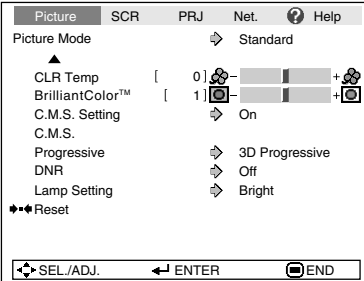 Picture SCR PRJ Net. ? Help
Picture Mode Standard
CLR Temp [ 0] - +
BrilliantColor™ [ 1] - +
C.M.S. Setting On
C.M.S.
Progressive 3D Progressive
DNR Off
Lamp Setting Bright
Reset
SEL./ADJ. ENTER END